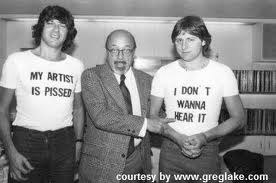 MY ARTIST
IS PISSED
I DON'T
WANNA
HEAR IT
courtesy by www.greglake.com